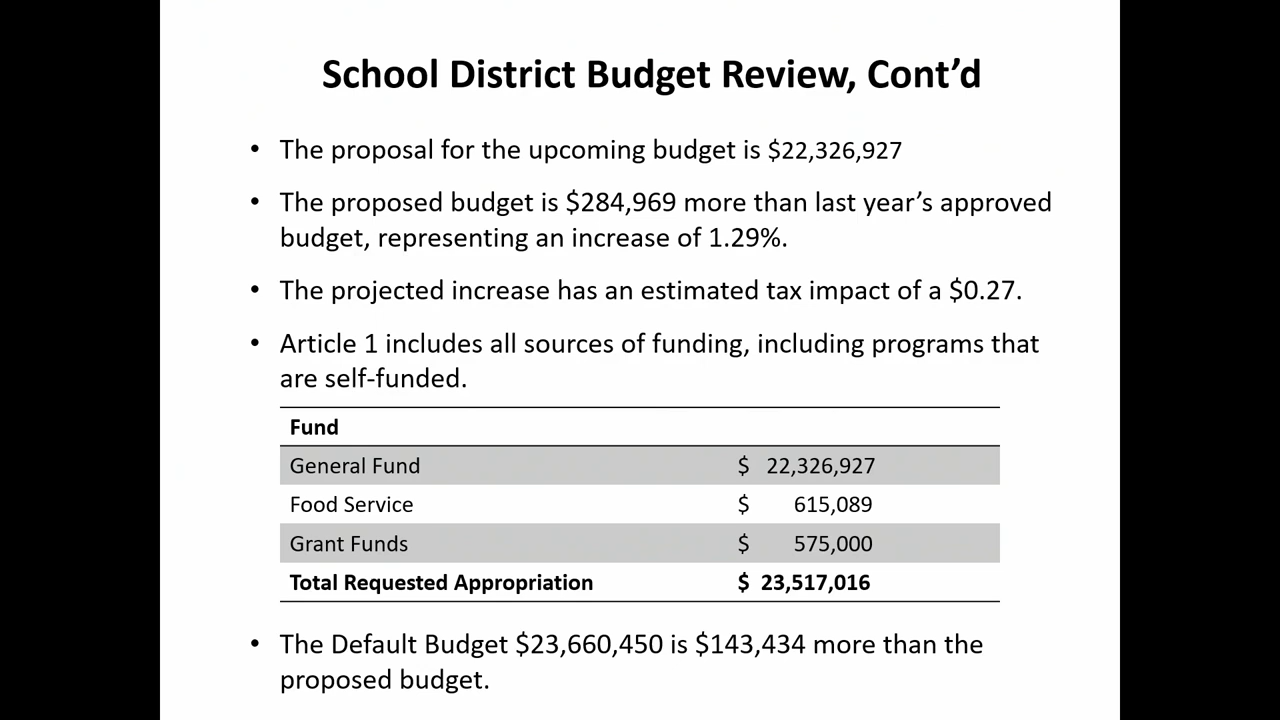 School District Budget Review, Cont’d
• The proposal for the upcoming budget is $22,326,927
• The proposed budget is $284,969 more than last year’s approved
budget, representing an increase of 1.29%.
• The projected increase has an estimated tax impact of a $0.27.
• Article 1 includes all sources of funding, including programs that
are self-funded.
Fund
General Fund $ 22,326,927
Food Service $ 615,089
Grant Funds $ 575,000
Total Requested Appropriation $ 23,517,016
• The Default Budget $23,660,450 is $143,434 more than the
proposed budget.